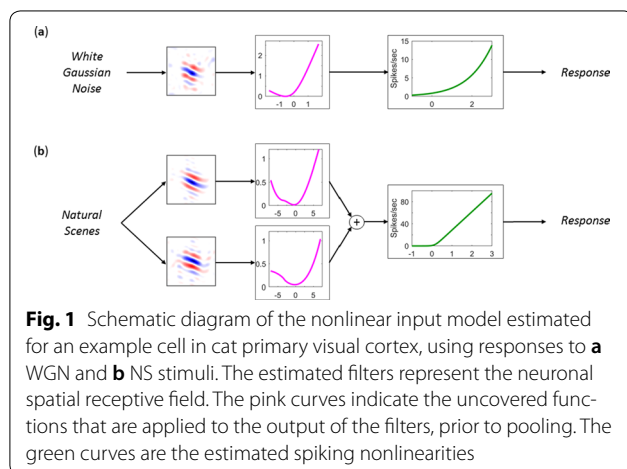 (a)
White
Gaussian
Noise
2
1
0
-1 0 1
Spikes/sec
15
10
5
0
0 2
Response
(b)
Natural
Scenes
1
0.5
0
-5 0 5
1
0.5
0
-5 0 5
+
Spikes/sec
80
60
40
20
0
-1 0 1 2 3
Response
Fig. 1 Schematic diagram of the nonlinear input model estimated
for an example cell in cat primary visual cortex, using responses to a
WGN and b NS stimuli. The estimated filters represent the neuronal
spatial receptive field. The pink curves indicate the uncovered func-
tions that are applied to the output of the filters, prior to pooling. The
green curves are the estimated spiking nonlinearities